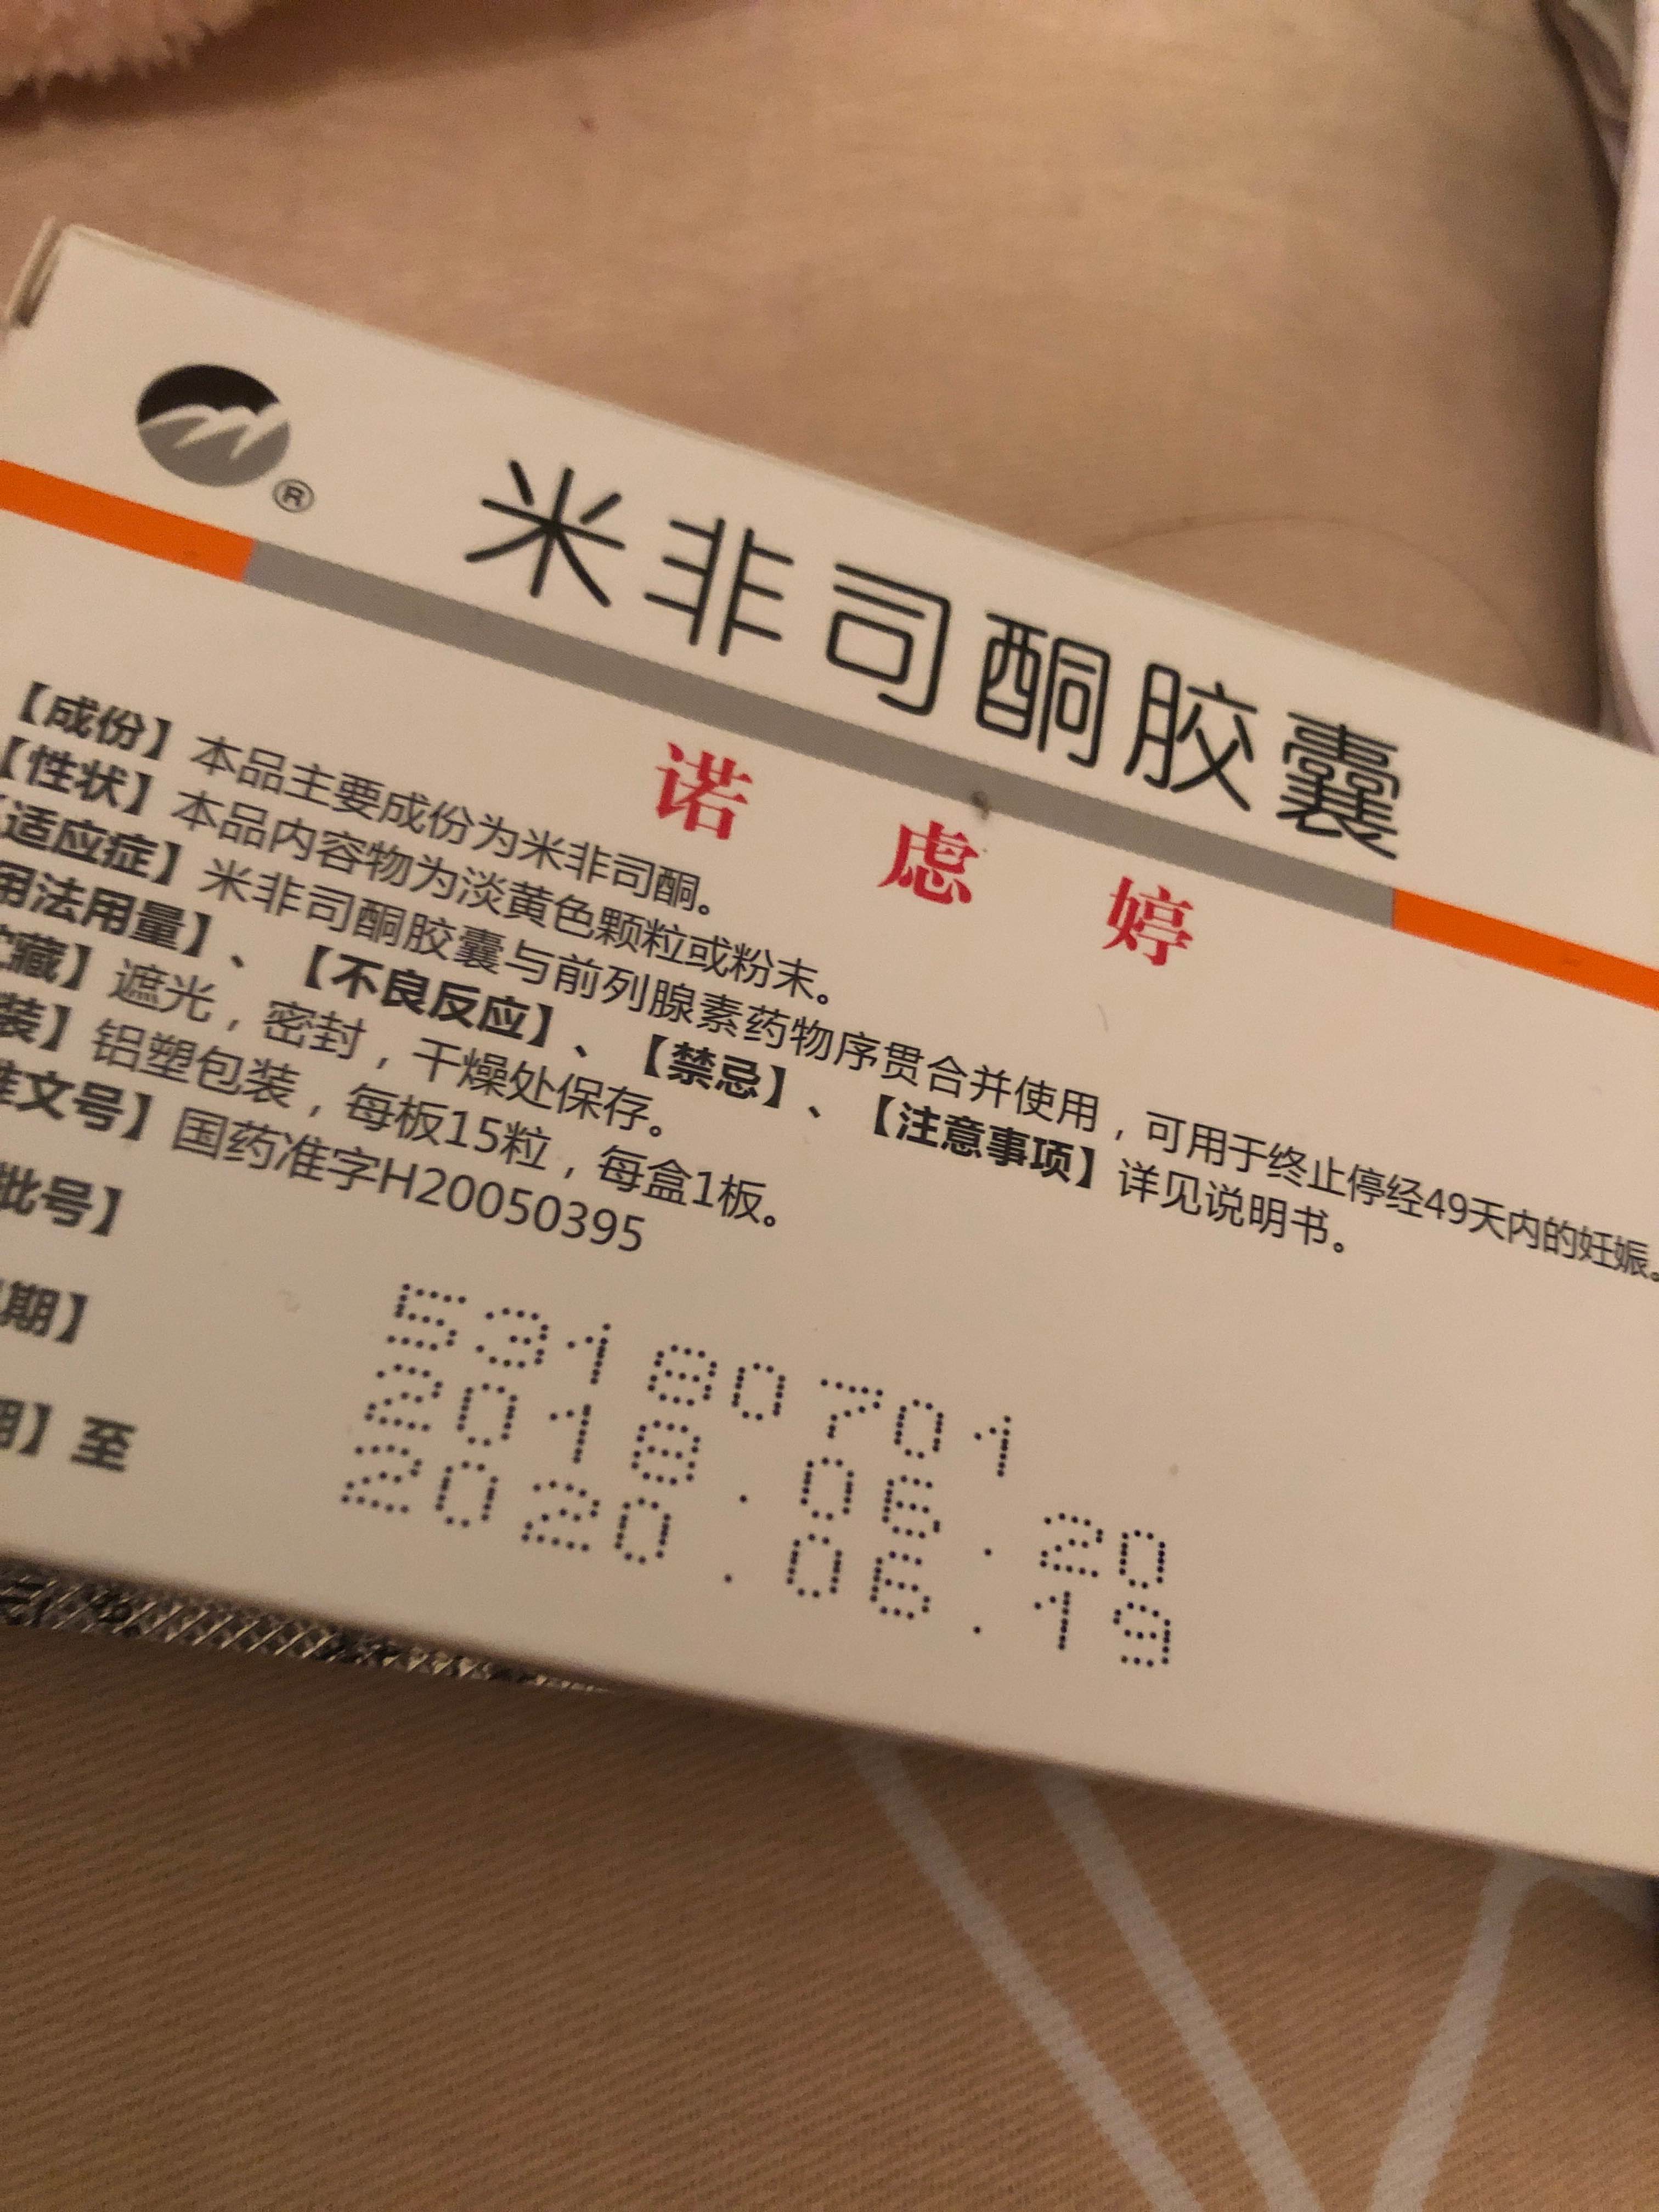 ®
米非司酮胶囊
诺虑婷
【成份】本品主要成份为米非司酮。
【性状】本品内容物为淡黄色颗粒或粉末。
【适应症】米非司酮胶囊与前列腺素药物序贯合并使用，可用于终止停经49天内的妊娠。
用法用量】、【不良反应】、【禁忌】、【注意事项】详见说明书。
藏】遮光，密封，干燥处保存。
装】铝塑包装，每板15粒，每盒1板。
准文号】国药准字H20050395
批号】 53180701
期】 2018.06.20
期】至 2020.06.19